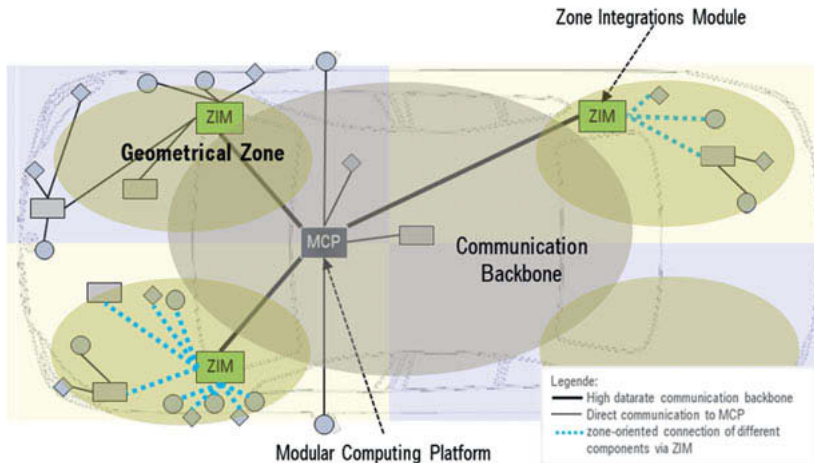 Zone Integrations Module
ZIM
ZIM
Geometrical Zone
MCP
Communication
Backbone
ZIM
Modular Computing Platform
Legende:
High datarate communication backbone
Direct communication to MCP
zone-oriented connection of different
components via ZIM